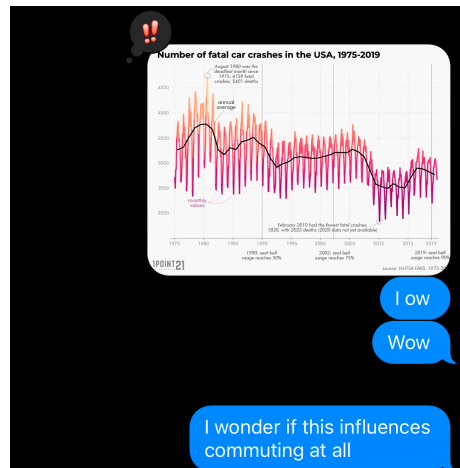 !!
Number of fatal car crashes in the USA, 1975-2019
August 1980 was the
deadliest month since
1975: 4739 fatal
crashes, 5401 deaths
4500
annual
average
4000
3500
3000
2500
monthly
values
2000
February 2010 had the fewest fatal crashes:
with 2023 deaths (2020 data not yet available)
1975
1980
1985
1990
1995
2000
2005
2010
2015
2019
1990: seat belt
usage reaches 50%
2002: seat belt
usage reaches 75%
2019: seat belt
usage reaches 90%
1POINT21
source: NHTSA FARS, 1975-20
I ow
Wow
I wonder if this influences
commuting at all